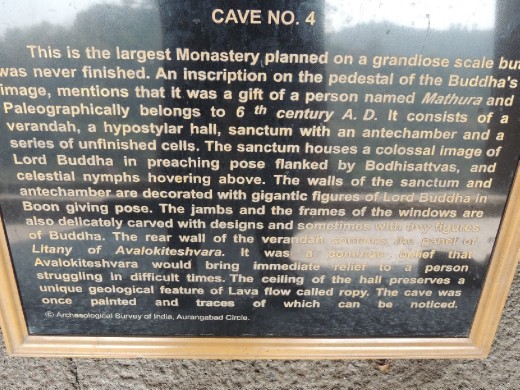 CAVE NO. 4
This is the largest Monastery planned on a grandiose scale but
was never finished. An inscription on the pedestal of the Buddha's
image, mentions that it was a gift of a person named Mathura and
Paleographically belongs to 6 th century A. D. It consists of a
verandah, a hypostylar hall, sanctum with an antechamber and a
series of unfinished cells. The sanctum houses a colossal image of
Lord Buddha in preaching pose flanked by Bodhisattvas, and
celestial nymphs hovering above. The walls of the sanctum and
antechamber are decorated with gigantic figures of Lord Buddha in
Boon giving pose. The jambs and the frames of the windows are
also delicately carved with designs and sometimes with tiny figures
of Buddha. The rear wall of the verandah contains the panel of
Litany of Avalokiteshvara. It was a common belief that
Avalokiteshvara would bring immediate relief to a person
struggling in difficult times. The ceiling of the hall preserves a
unique geological feature of Lava flow called ropy. The cave was
once painted and traces of which can be noticed.
© Archaeological Survey of India, Aurangabad Circle.